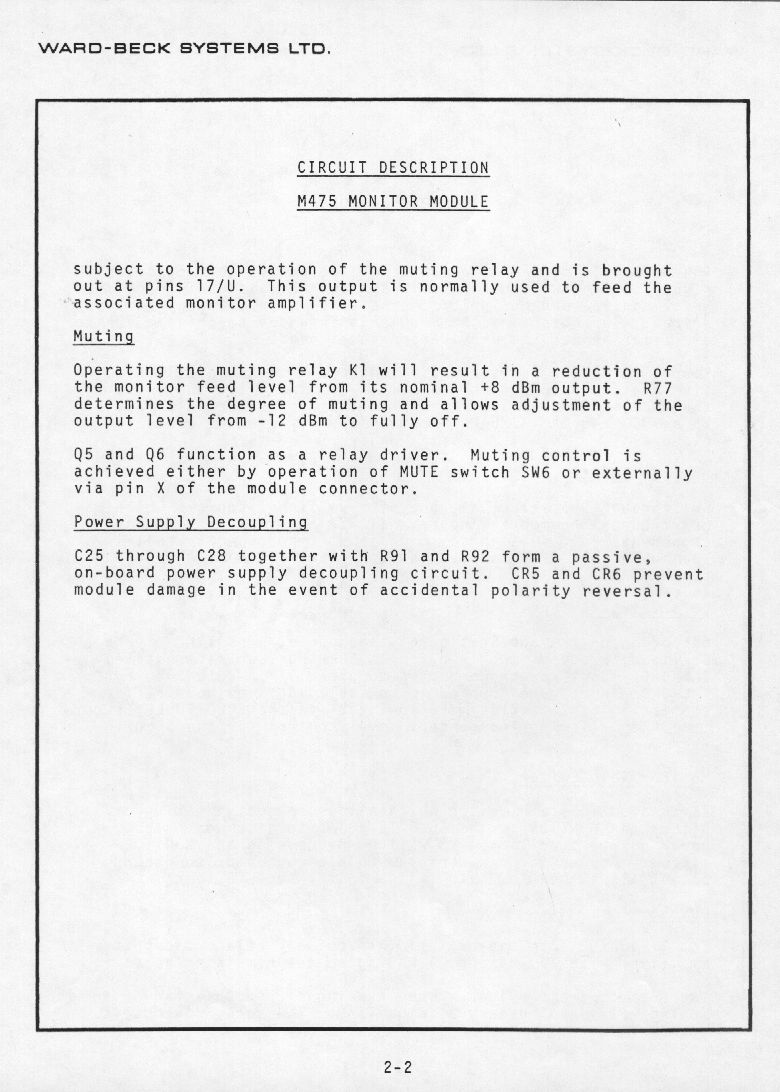 WARD-BECK SYSTEMS LTD.
CIRCUIT DESCRIPTION
M475 MONITOR MODULE
subject to the operation of the muting relay and is brought
out at pins 17/U. This output is normally used to feed the
associated monitor amplifier.
Muting
Operating the muting relay K1 will result in a reduction of
the monitor feed level from its nominal +8 dBm output. R77
determines the degree of muting and allows adjustment of the
output level from -12 dBm to fully off.
Q5 and Q6 function as a relay driver. Muting control is
achieved either by operation of MUTE switch SW6 or externally
via pin X of the module connector.
Power Supply Decoupling
C25 through C28 together with R91 and R92 form a passive,
on-board power supply decoupling circuit. CR5 and CR6 prevent
module damage in the event of accidental polarity reversal.
2-2